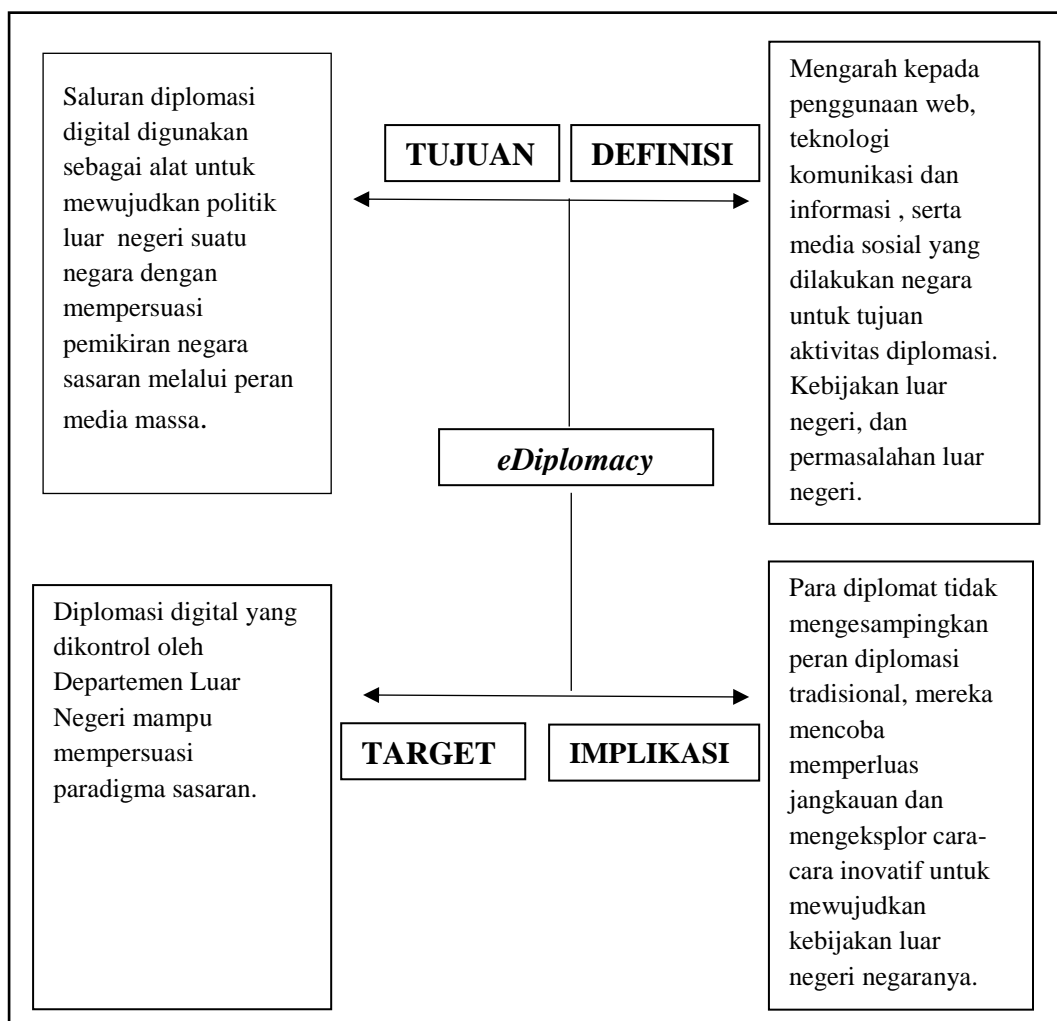 Saluran diplomasi
digital digunakan
sebagai alat untuk
mewujudkan politik
luar negeri suatu
negara dengan
mempersuasi
pemikiran negara
sasaran melalui peran
media massa.
TUJUAN
DEFINISI
Mengarah kepada
penggunaan web,
teknologi
komunikasi dan
informasi , serta
media sosial yang
dilakukan negara
untuk tujuan
aktivitas diplomasi.
Kebijakan luar
negeri, dan
permasalahan luar
negeri.
eDiplomacy
Diplomasi digital yang
dikontrol oleh
Departemen Luar
Negeri mampu
mempersuasi
paradigma sasaran.
TARGET
IMPLIKASI
Para diplomat tidak
mengesampingkan
peran diplomasi
tradisional, mereka
mencoba
memperluas
jangkauan dan
mengeksplor cara-
cara inovatif untuk
mewujudkan
kebijakan luar
negeri negaranya.